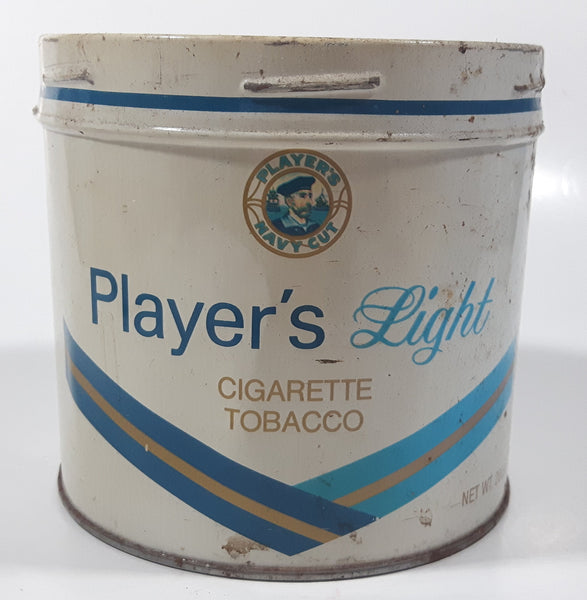 PLAYER'S
NAVY CUT
Player's Light
CIGARETTE
TOBACCO
NET WT.